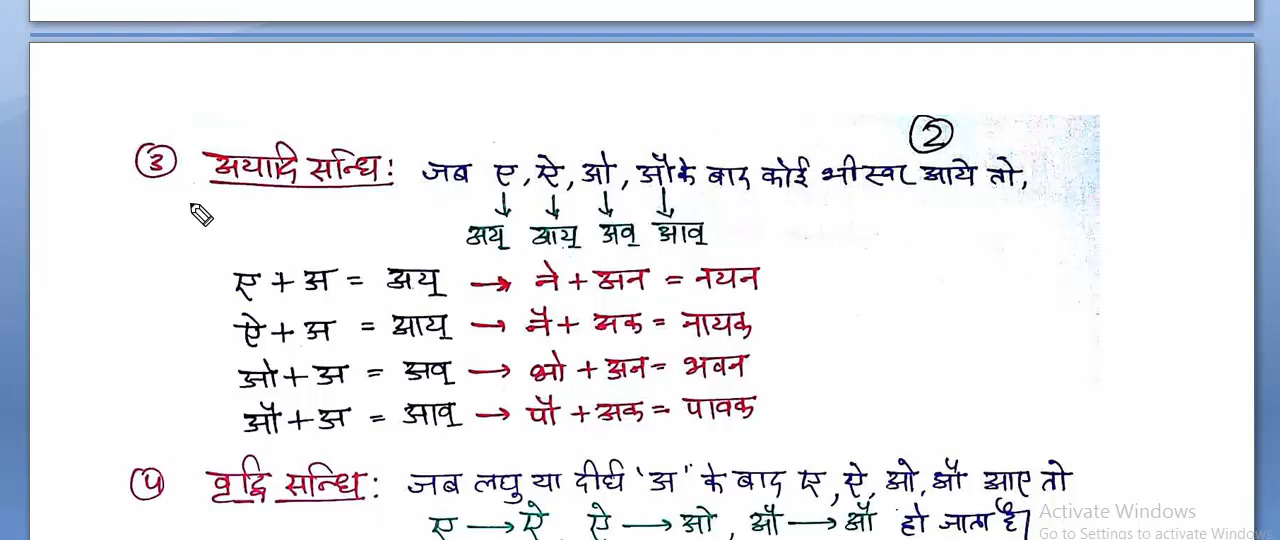 2
③ अयादि सन्धि: जब ए, ऐ, ओ, औ के बाद कोई भी स्वर आये तो,
↓ ↓ ↓ ↓
अय् आय् अव् आव्
ए + अ = अय् → ने + अन = नयन
ऐ + अ = आय् → नै + अक = नायक
ओ + अ = अव् → भो + अन = भवन
औ + अ = आव् → पौ + अक = पावक
④ वृद्धि सन्धि: जब लघु या दीर्घ 'अ' के बाद ए, ऐ, ओ, औ आए तो
ए → ऐ, ऐ → ओ, औ → औ हो जाता है।
Activate Windows
Go to Settings to activate Windows.